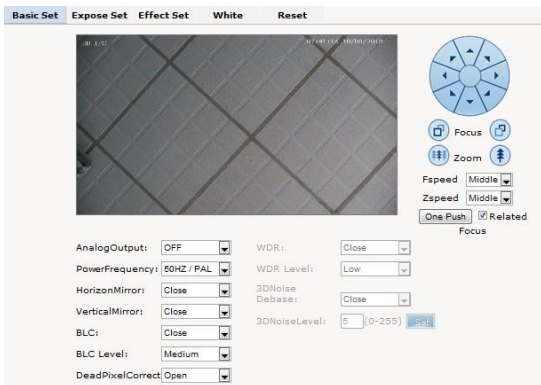 Basic Set Expose Set Effect Set White Reset
Focus
Zoom
Fspeed Middle
Zspeed Middle
One Push Related
Focus
AnalogOutput: OFF WDR: Close
PowerFrequency: 50HZ / PAL WDR Level: Low
HorizonMirror: Close 3DNoise
Debase: Close
VerticalMirror: Close 3DNoiseLevel: 5 (0-255) Set
BLC: Close
BLC Level: Medium
DeadPixelCorrect Open